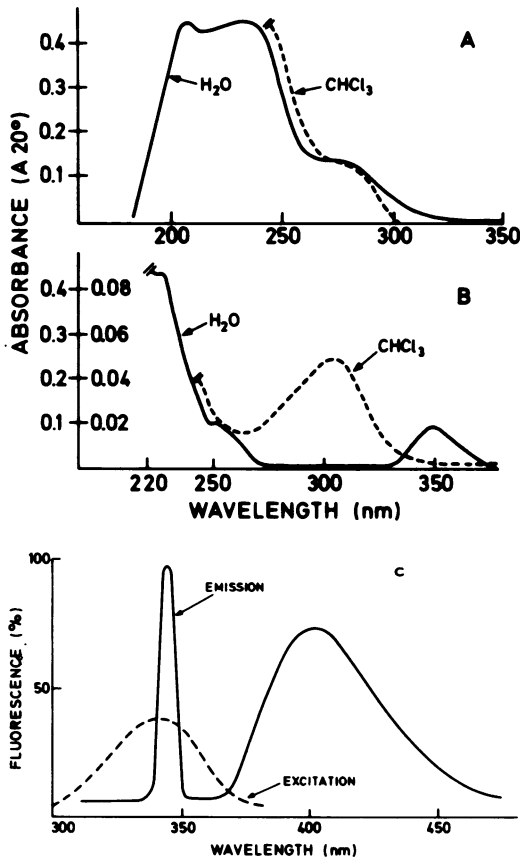 A
0.4
0.3
0.2
0.1
H2O
CHCl3
200 250 300 350
ABSORBANCE (A 20°)
B
0.4 0.08
0.3 0.06
0.2 0.04
0.1 0.02
H2O
CHCl3
220 250 300 350
WAVELENGTH (nm)
C
100
50
FLUORESCENCE (%)
EMISSION
EXCITATION
300 350 400 450
WAVELENGTH (nm)